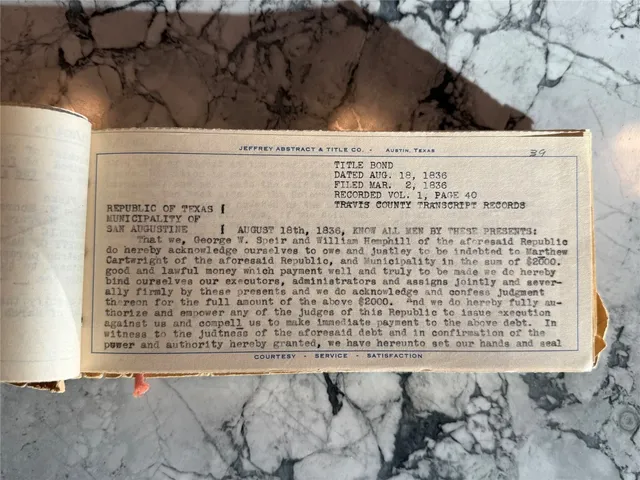 JEFFREY ABSTRACT & TITLE CO. • AUSTIN, TEXAS
39
TITLE BOND
DATED AUG. 18, 1836
FILED MAR. 2, 1836
RECORDED VOL. 1, PAGE 40
TRAVIS COUNTY TRANSCRIPT RECORDS
REPUBLIC OF TEXAS [
MUNICIPALITY OF
SAN AUGUSTINE [ AUGUST 18th, 1836, KNOW ALL MEN BY THESE PRESENTS:
That we, George W. Speir and William Hemphill of the aforesaid Republic
do hereby acknowledge ourselves to owe and justley to be indebted to Marthew
Cartwright of the aforesaid Republic, and Municipality in the sum of $2000.
good and lawful money which payment well and truly to be made we do hereby
bind ourselves our executors, administrators and assigns jointly and sever-
ally firmly by these presents and we do acknowledge and confess judgment
thereon for the full amount of the above $2000. And we do hereby fully au-
thorize and empower any of the judges of this Republic to issue execution
against us and compell us to make immediate payment to the above debt. In
witness to the judtness of the aforesaid debt and in confirmation of the
power and authority hereby granted, we have hereunto set our hands and seal
COURTESY • SERVICE • SATISFACTION